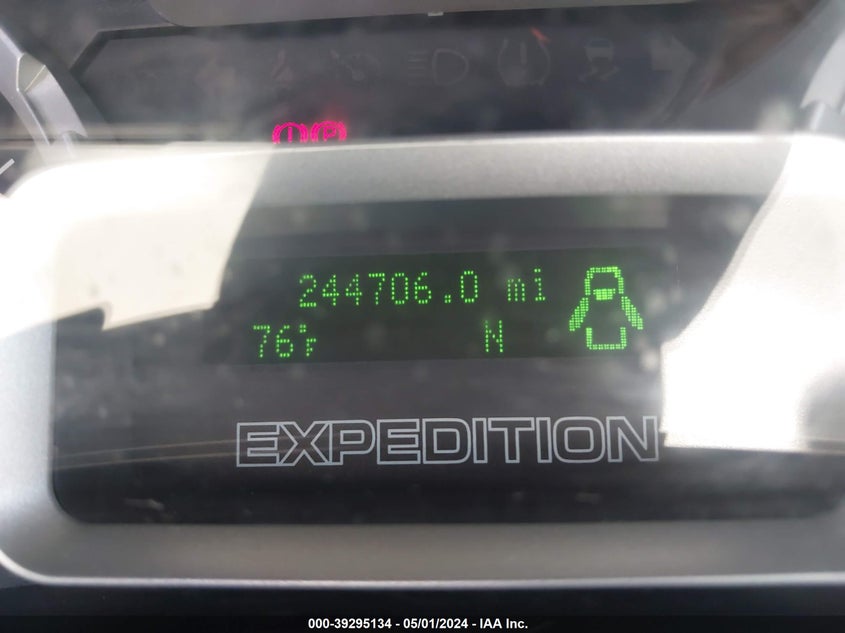 244706.0 mi
76°F N
EXPEDITION
000-39295134 - 05/01/2024 - IAA Inc.